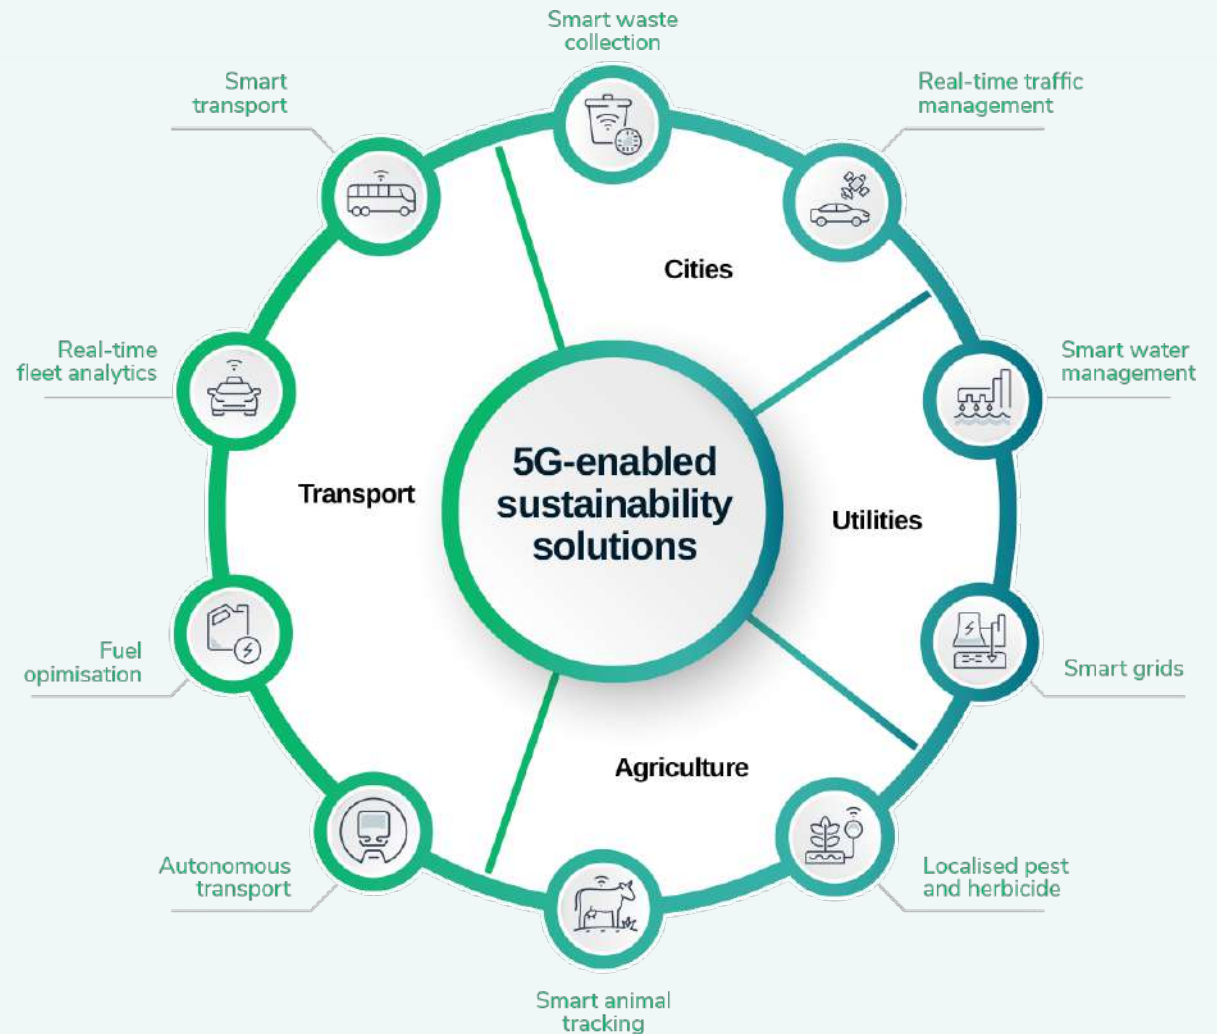 Smart waste
collection
Smart
transport
Real-time traffic
management
Cities
Real-time
fleet analytics
Smart water
management
5G-enabled
sustainability
solutions
Transport
Utilities
Fuel
opimisation
Smart grids
Agriculture
Autonomous
transport
Localised pest
and herbicide
Smart animal
tracking